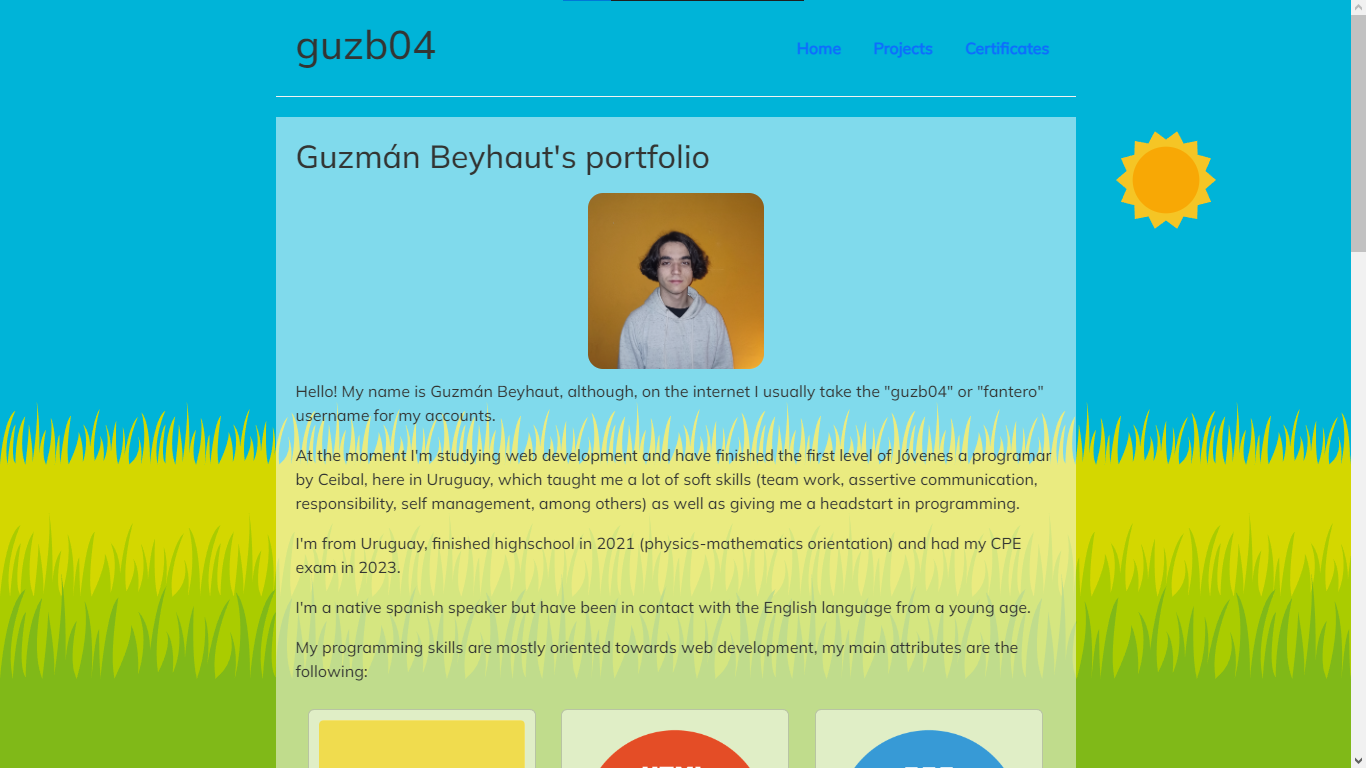 guzb04
Home Projects Certificates
Guzmán Beyhaut's portfolio
Hello! My name is Guzmán Beyhaut, although, on the internet I usually take the "guzb04" or "fantero"
username for my accounts.
At the moment I'm studying web development and have finished the first level of Jóvenes a programar
by Ceibal, here in Uruguay, which taught me a lot of soft skills (team work, assertive communication,
responsibility, self management, among others) as well as giving me a headstart in programming.
I'm from Uruguay, finished highschool in 2021 (physics-mathematics orientation) and had my CPE
exam in 2023.
I'm a native spanish speaker but have been in contact with the English language from a young age.
My programming skills are mostly oriented towards web development, my main attributes are the
following: